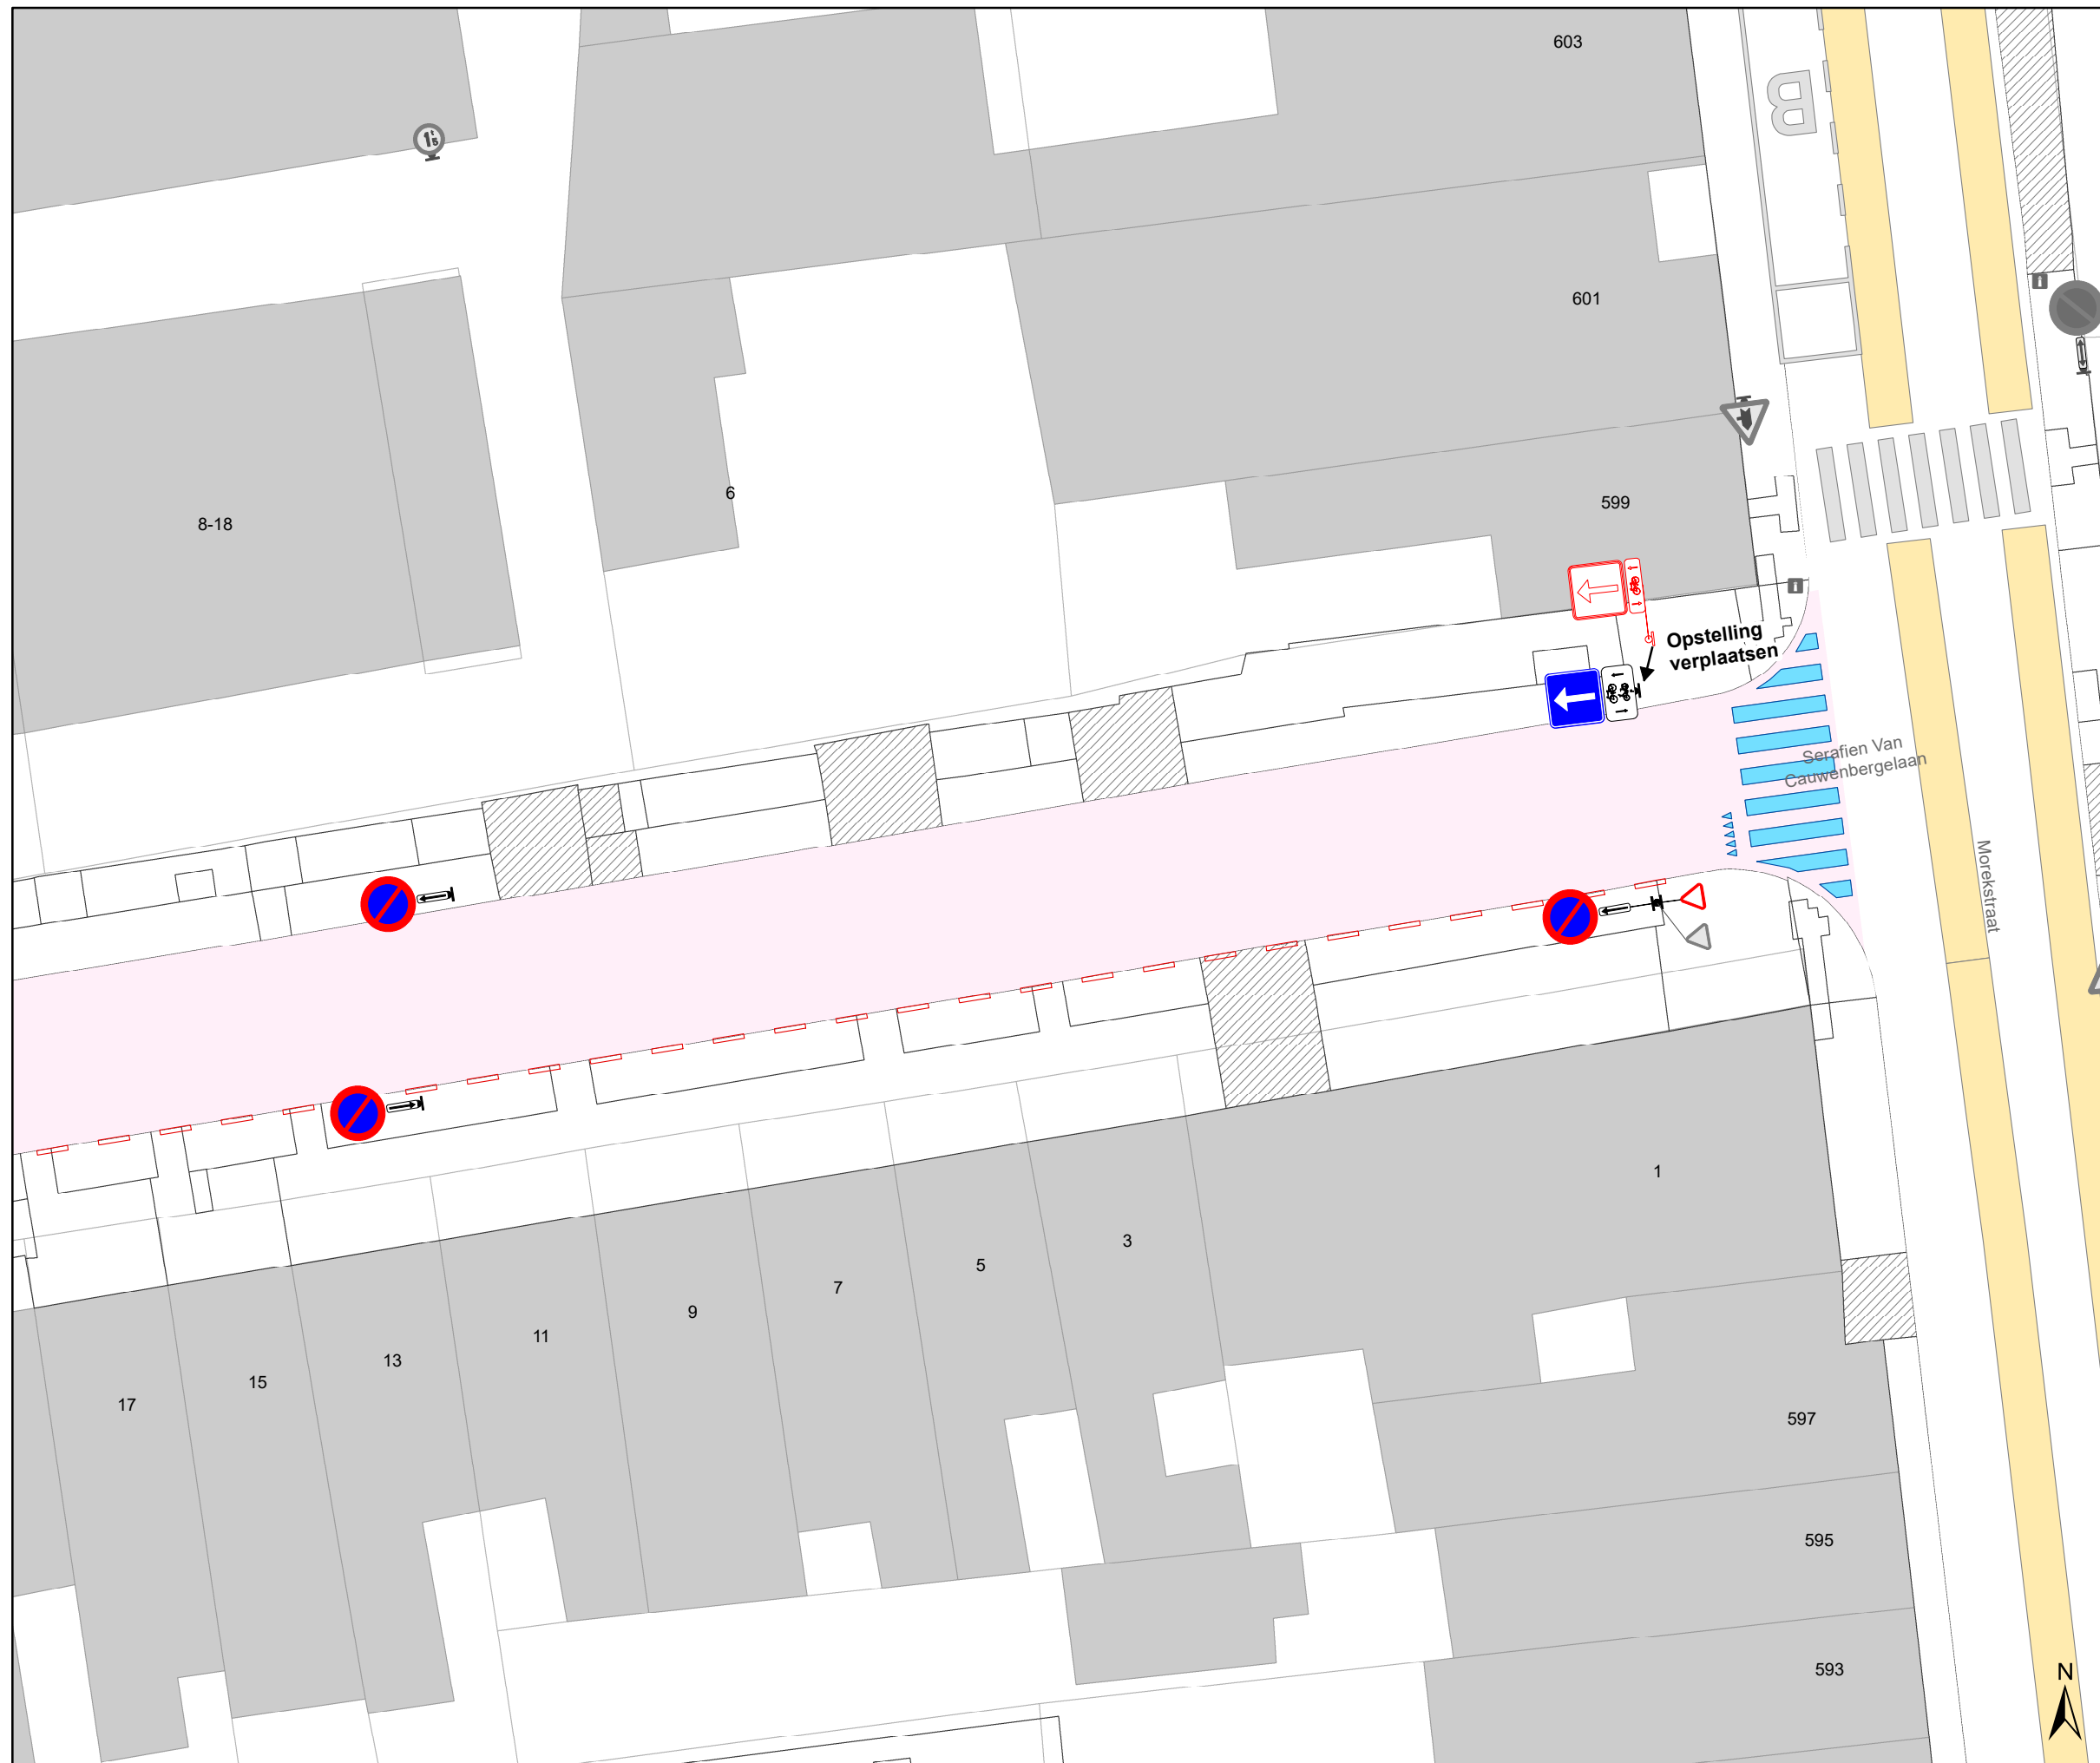 603
B
601
8-18
6
599
Opstelling
verplaatsen
Serafien Van
Cauwenbergelaan
Morekstraat
1
3
5
7
9
11
13
15
17
597
595
593
N